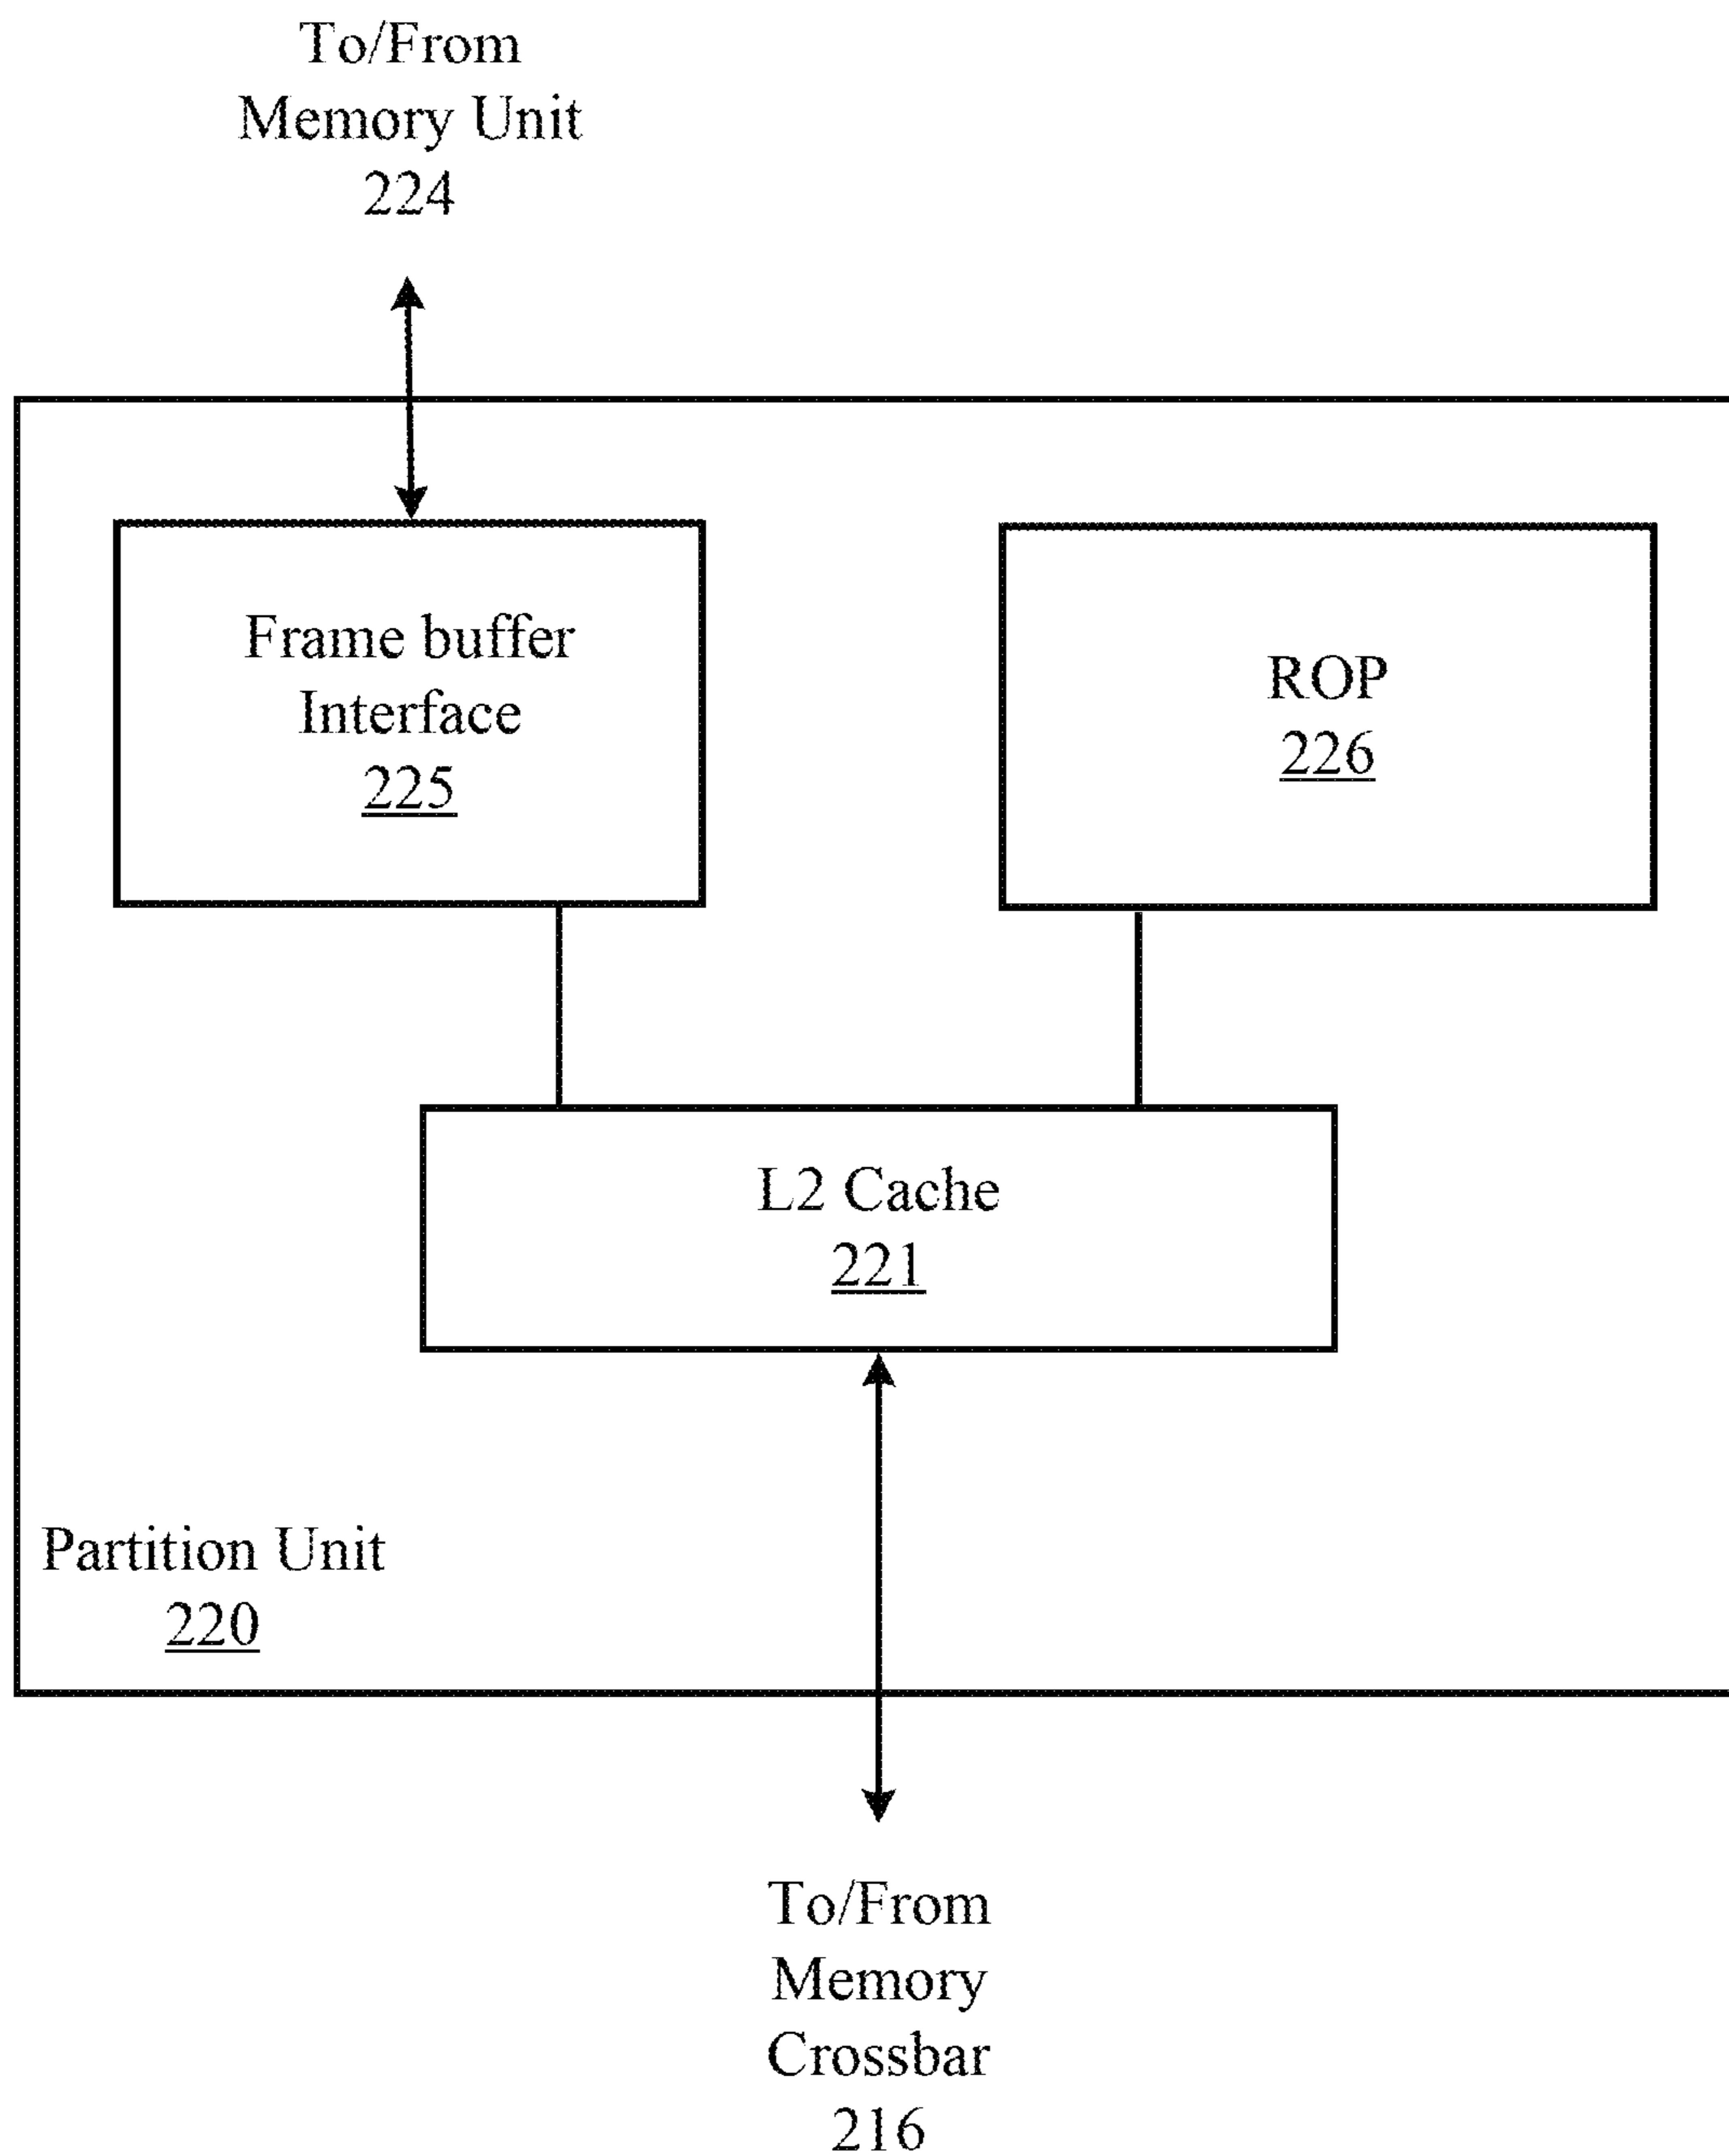 To/From
Memory Unit
224
Frame buffer
Interface
225
ROP
226
L2 Cache
221
Partition Unit
220
To/From
Memory
Crossbar
216